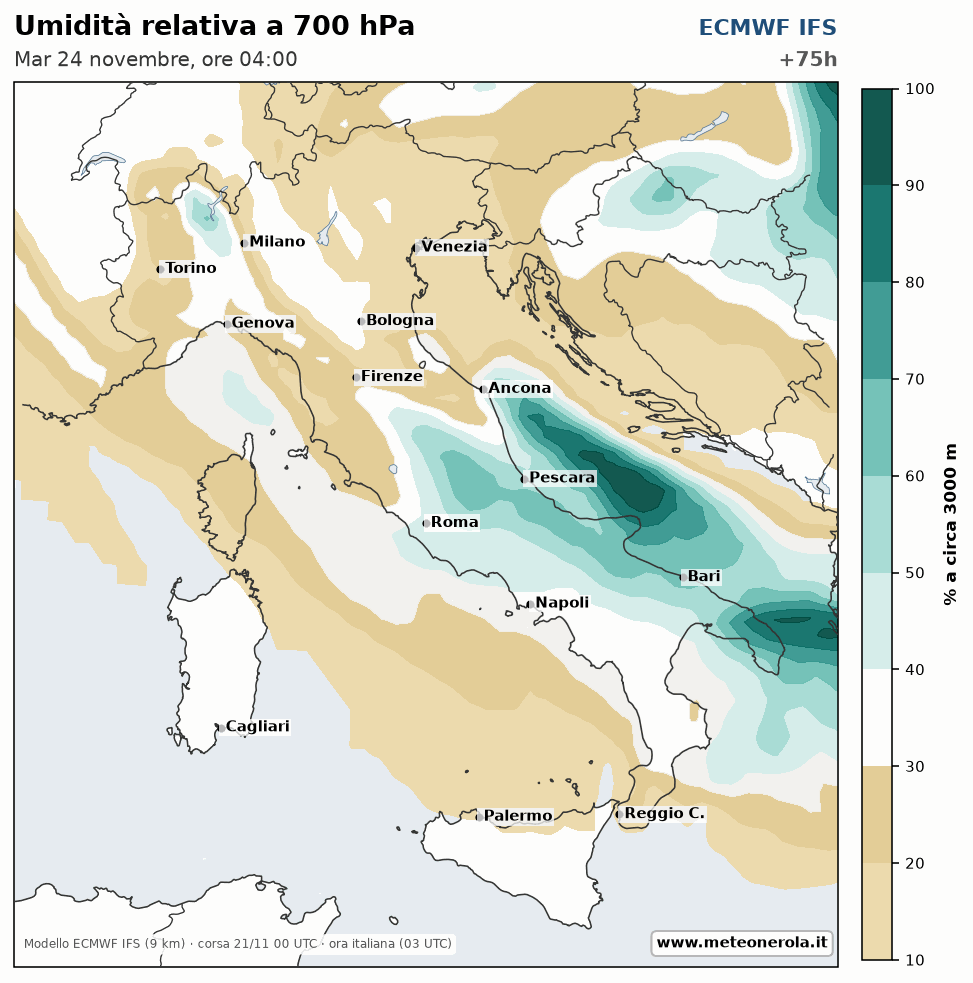 Umidità relativa a 700 hPa
ECMWF IFS
Mar 24 novembre, ore 04:00
+75h
100
90
80
70
60
50
40
30
20
10
% a circa 3000 m
Milano
Venezia
Torino
Bologna
Genova
Firenze
Ancona
Pescara
Roma
Bari
Napoli
Cagliari
Palermo
Reggio C.
Modello ECMWF IFS (9 km) · corsa 21/11 00 UTC · ora italiana (03 UTC)
www.meteonerola.it